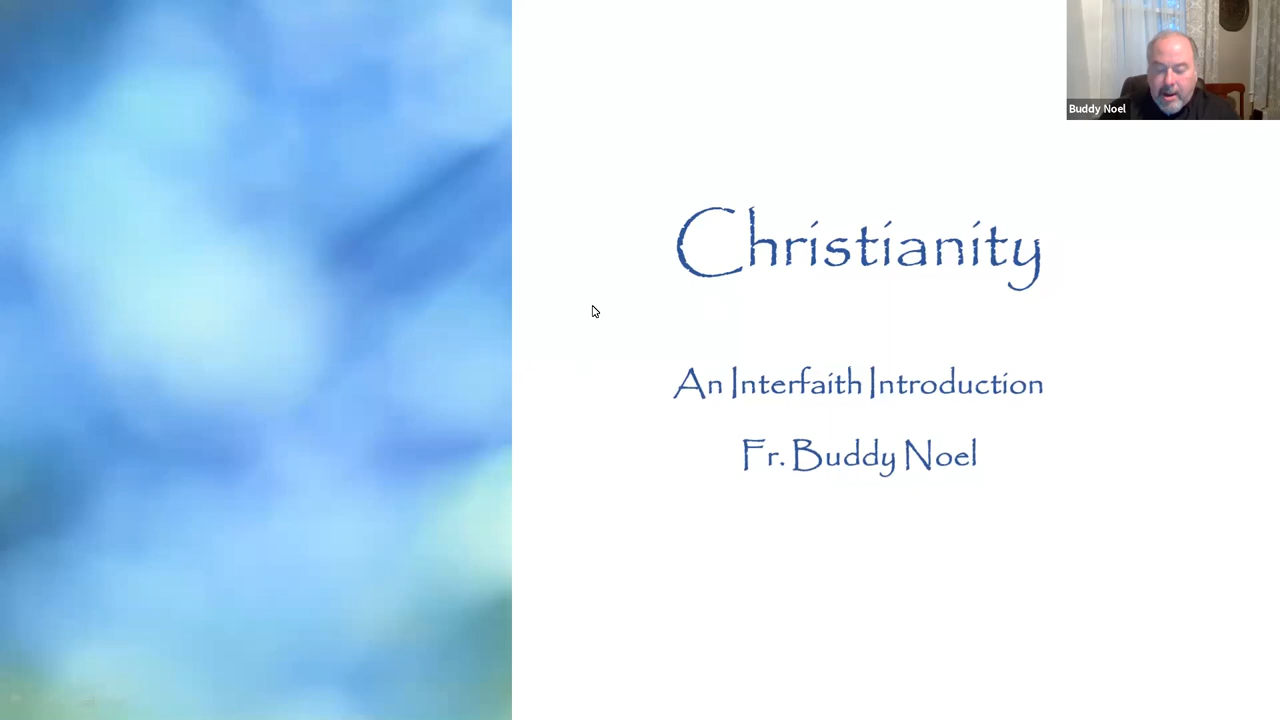 Buddy Noel
Christianity
An Interfaith Introduction
Fr. Buddy Noel